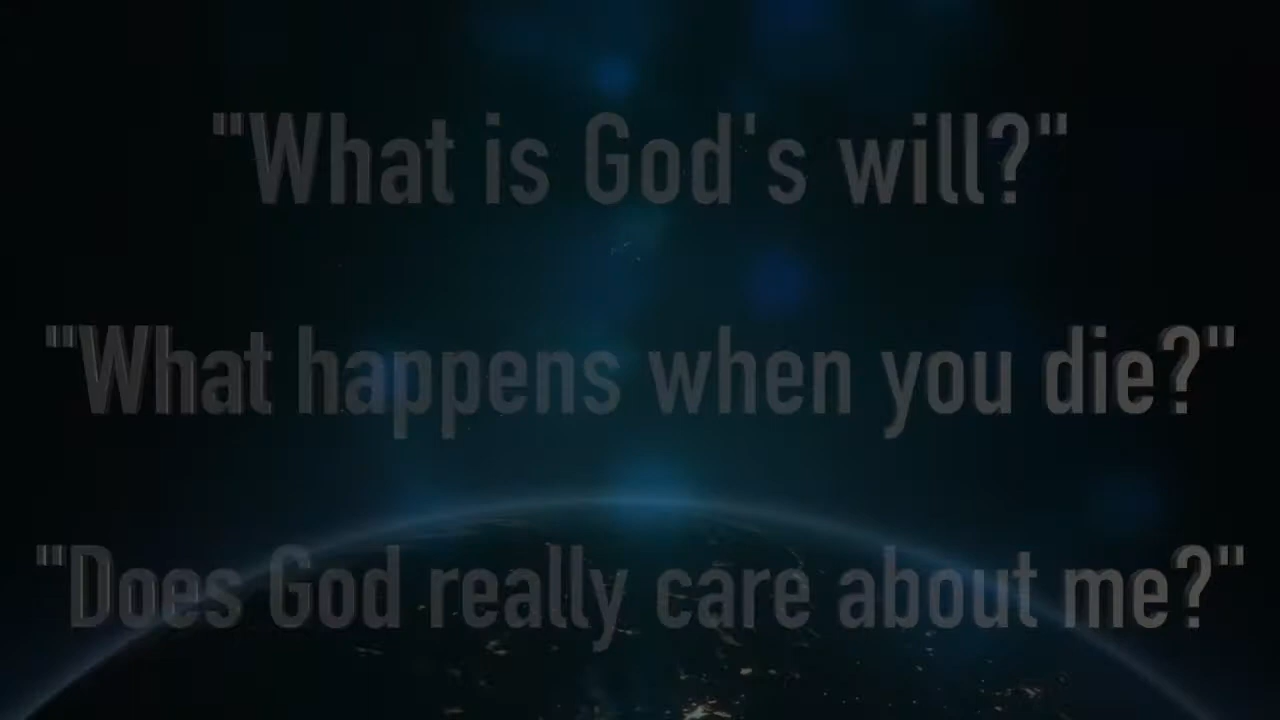 "What is God's will?"
"What happens when you die?"
"Does God really care about me?"